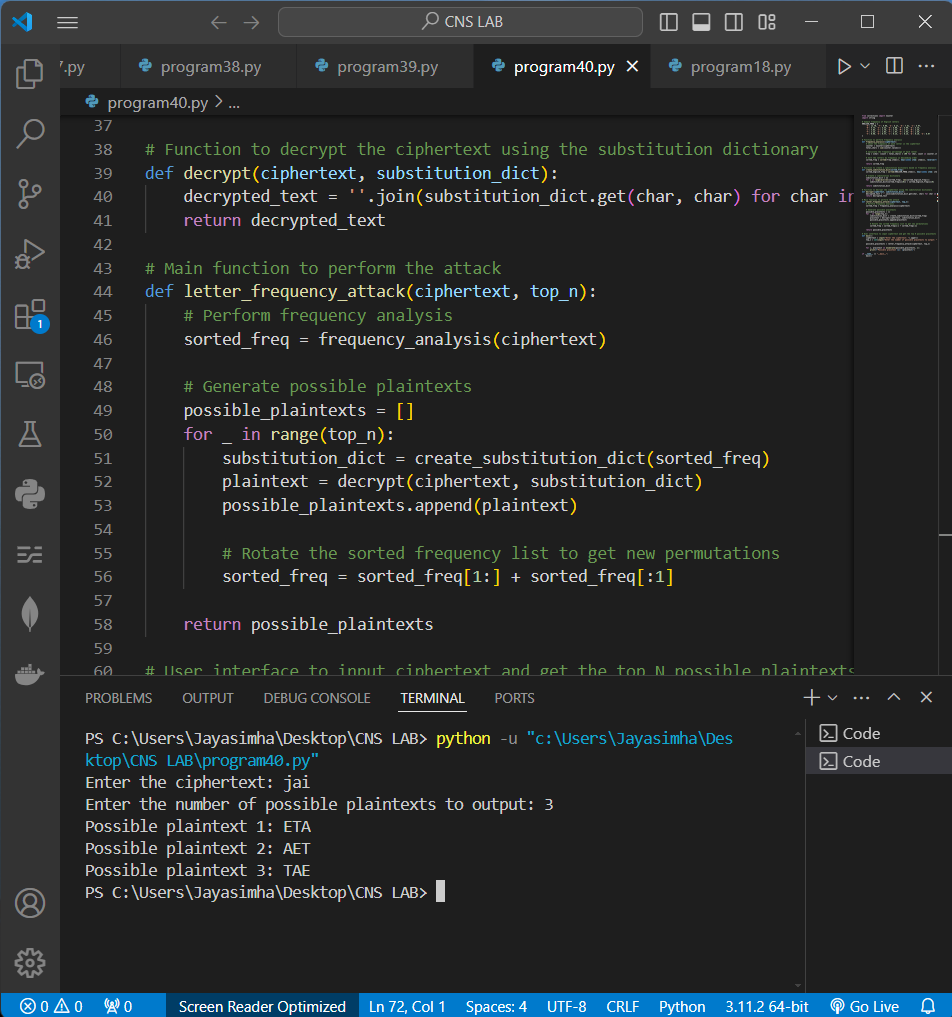 CNS LAB
7.py program38.py program39.py program40.py program18.py
program40.py > ...
37
38 # Function to decrypt the ciphertext using the substitution dictionary
39 def decrypt(ciphertext, substitution_dict):
40     decrypted_text = ''.join(substitution_dict.get(char, char) for char in
41     return decrypted_text
42
43 # Main function to perform the attack
44 def letter_frequency_attack(ciphertext, top_n):
45     # Perform frequency analysis
46     sorted_freq = frequency_analysis(ciphertext)
47
48     # Generate possible plaintexts
49     possible_plaintexts = []
50     for _ in range(top_n):
51         substitution_dict = create_substitution_dict(sorted_freq)
52         plaintext = decrypt(ciphertext, substitution_dict)
53         possible_plaintexts.append(plaintext)
54
55         # Rotate the sorted frequency list to get new permutations
56         sorted_freq = sorted_freq[1:] + sorted_freq[:1]
57
58     return possible_plaintexts
59
60 # User interface to input ciphertext and get the top N possible plaintexts
1
PROBLEMS OUTPUT DEBUG CONSOLE TERMINAL PORTS
PS C:\Users\Jayasimha\Desktop\CNS LAB> python -u "c:\Users\Jayasimha\Des
ktop\CNS LAB\program40.py"
Enter the ciphertext: jai
Enter the number of possible plaintexts to output: 3
Possible plaintext 1: ETA
Possible plaintext 2: AET
Possible plaintext 3: TAE
PS C:\Users\Jayasimha\Desktop\CNS LAB>
Code
Code
0 0 0 Screen Reader Optimized Ln 72, Col 1 Spaces: 4 UTF-8 CRLF Python 3.11.2 64-bit Go Live